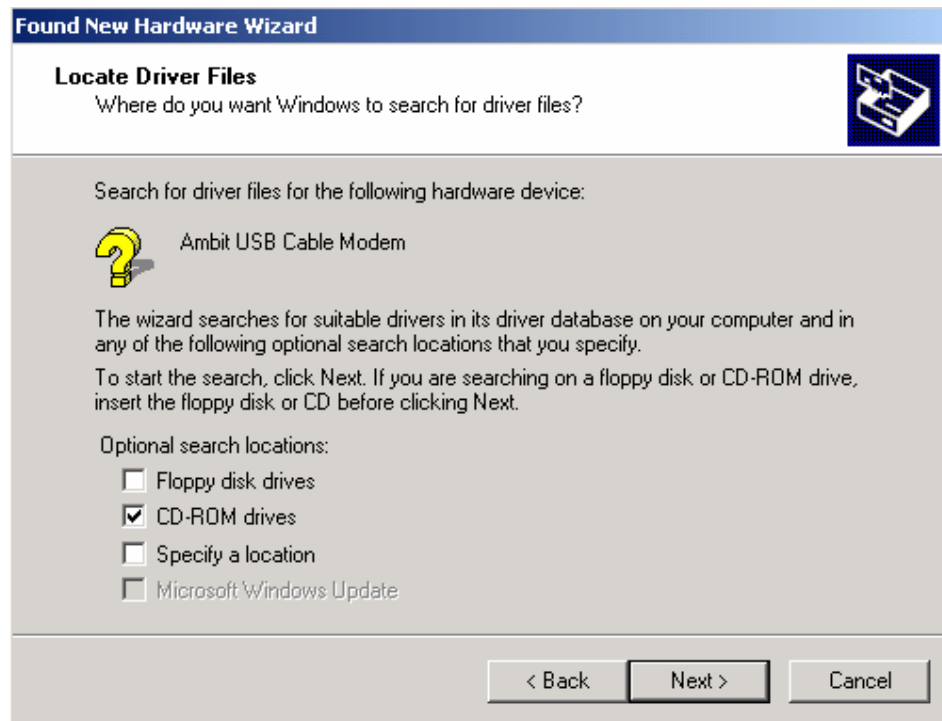 Found New Hardware Wizard
Locate Driver Files
Where do you want Windows to search for driver files?
Search for driver files for the following hardware device:
Ambit USB Cable Modem
The wizard searches for suitable drivers in its driver database on your computer and in
any of the following optional search locations that you specify.
To start the search, click Next. If you are searching on a floppy disk or CD-ROM drive,
insert the floppy disk or CD before clicking Next.
Optional search locations:
Floppy disk drives
CD-ROM drives
Specify a location
Microsoft Windows Update
< Back Next > Cancel